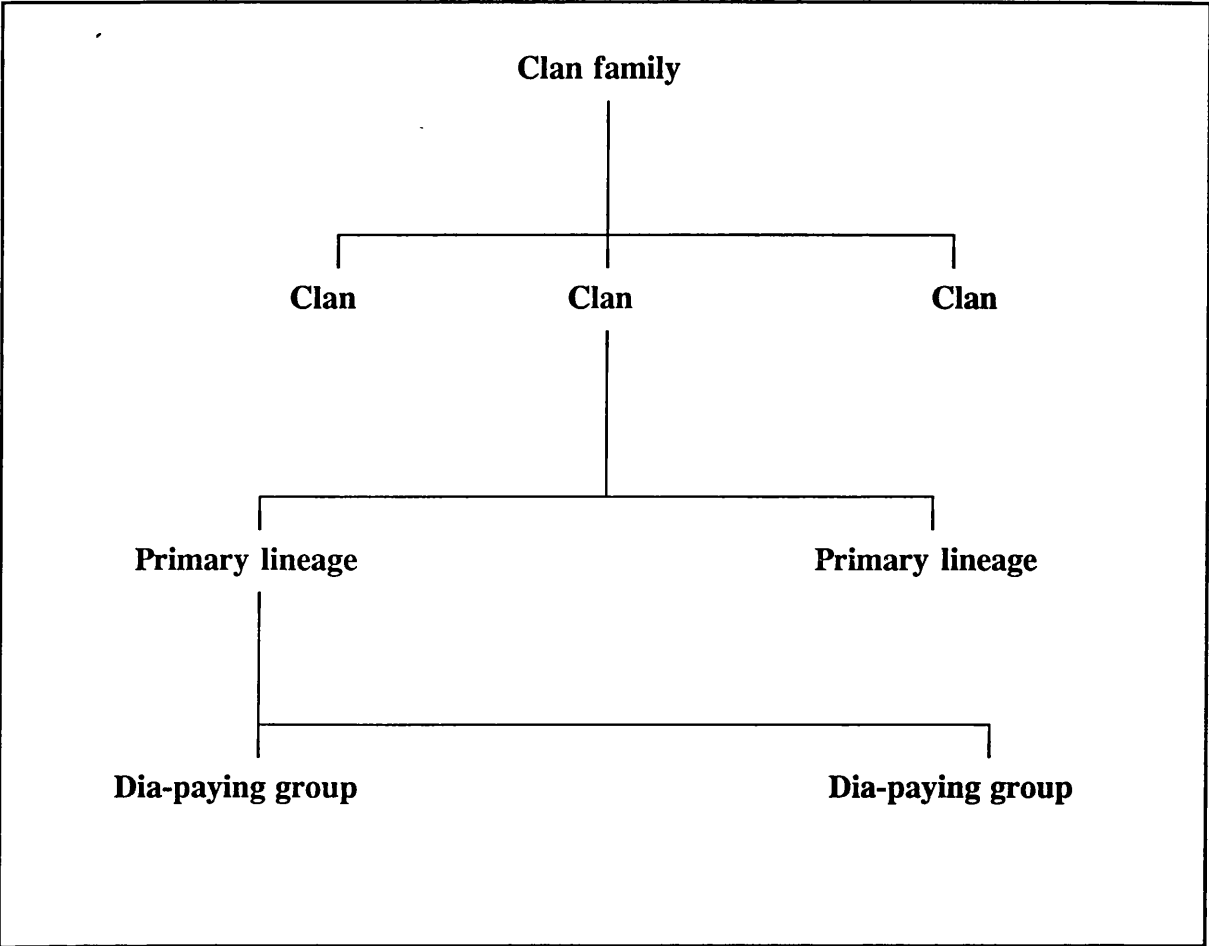 Clan family
Clan Clan Clan
Primary lineage Primary lineage
Dia-paying group Dia-paying group